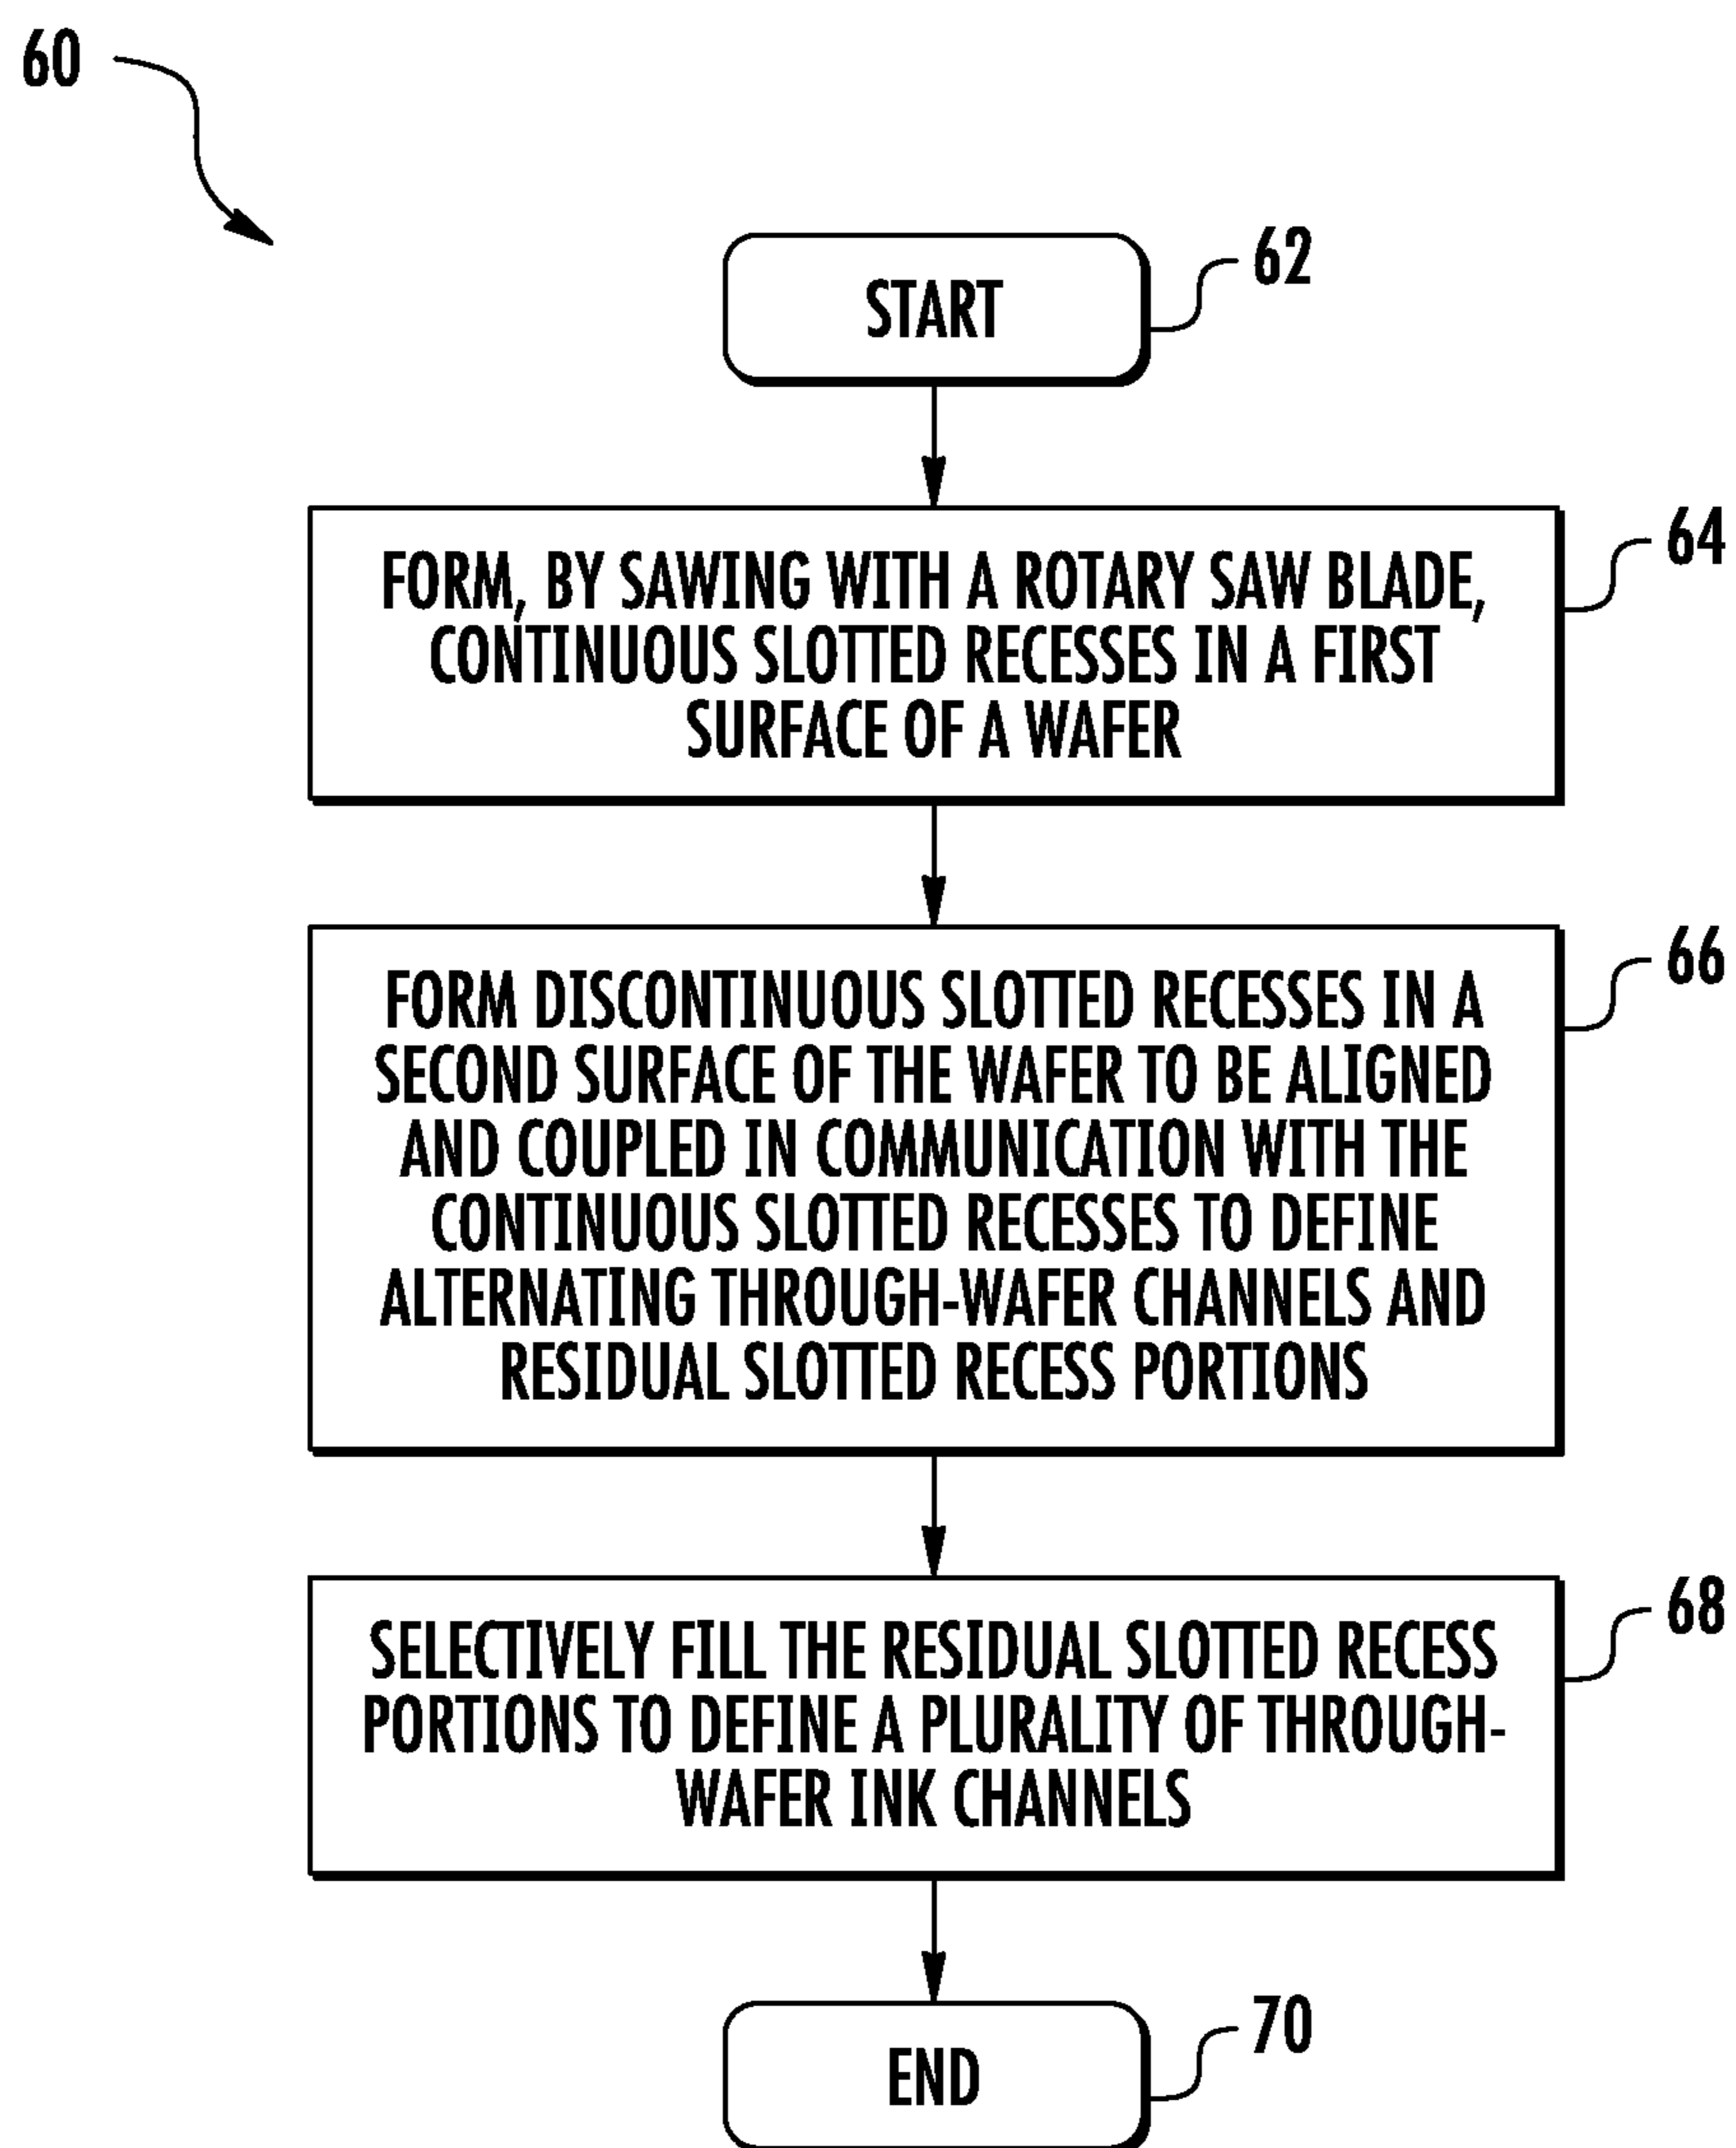 60
START
62
FORM, BY SAWING WITH A ROTARY SAW BLADE,
CONTINUOUS SLOTTED RECESSES IN A FIRST
SURFACE OF A WAFER
64
FORM DISCONTINUOUS SLOTTED RECESSES IN A
SECOND SURFACE OF THE WAFER TO BE ALIGNED
AND COUPLED IN COMMUNICATION WITH THE
CONTINUOUS SLOTTED RECESSES TO DEFINE
ALTERNATING THROUGH-WAFER CHANNELS AND
RESIDUAL SLOTTED RECESS PORTIONS
66
SELECTIVELY FILL THE RESIDUAL SLOTTED RECESS
PORTIONS TO DEFINE A PLURALITY OF THROUGH-
WAFER INK CHANNELS
68
END
70